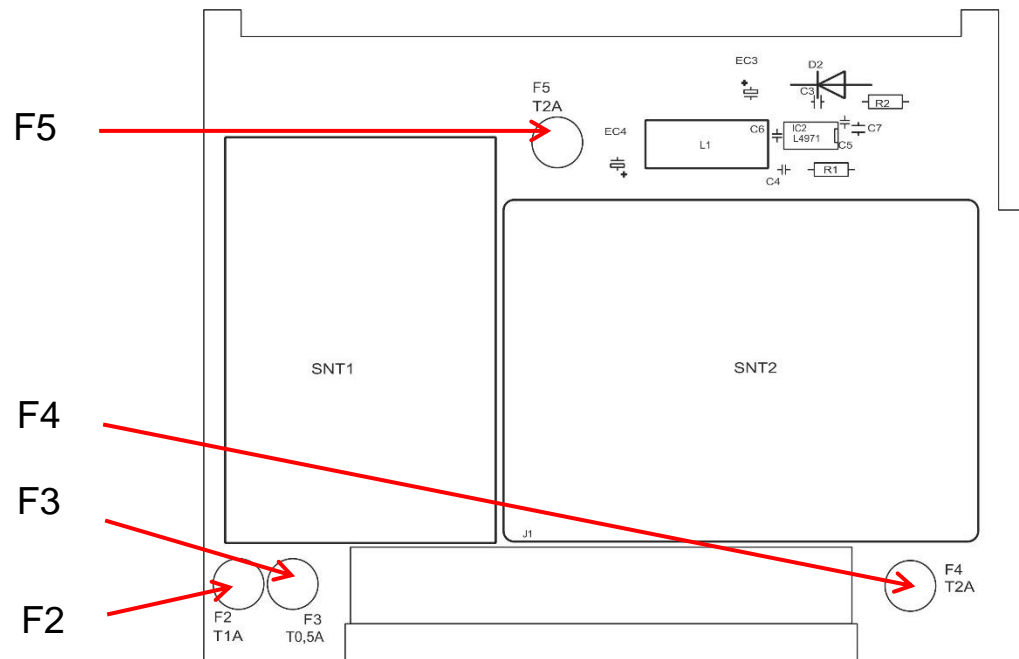 EC3
D2
F5
T2A
C3
R2
F5
EC4
C6
IC2
L4971
C7
L1
C5
C4
R1
SNT1
SNT2
F4
F3
J1
F4
T2A
F2
F2
T1A
F3
T0,5A